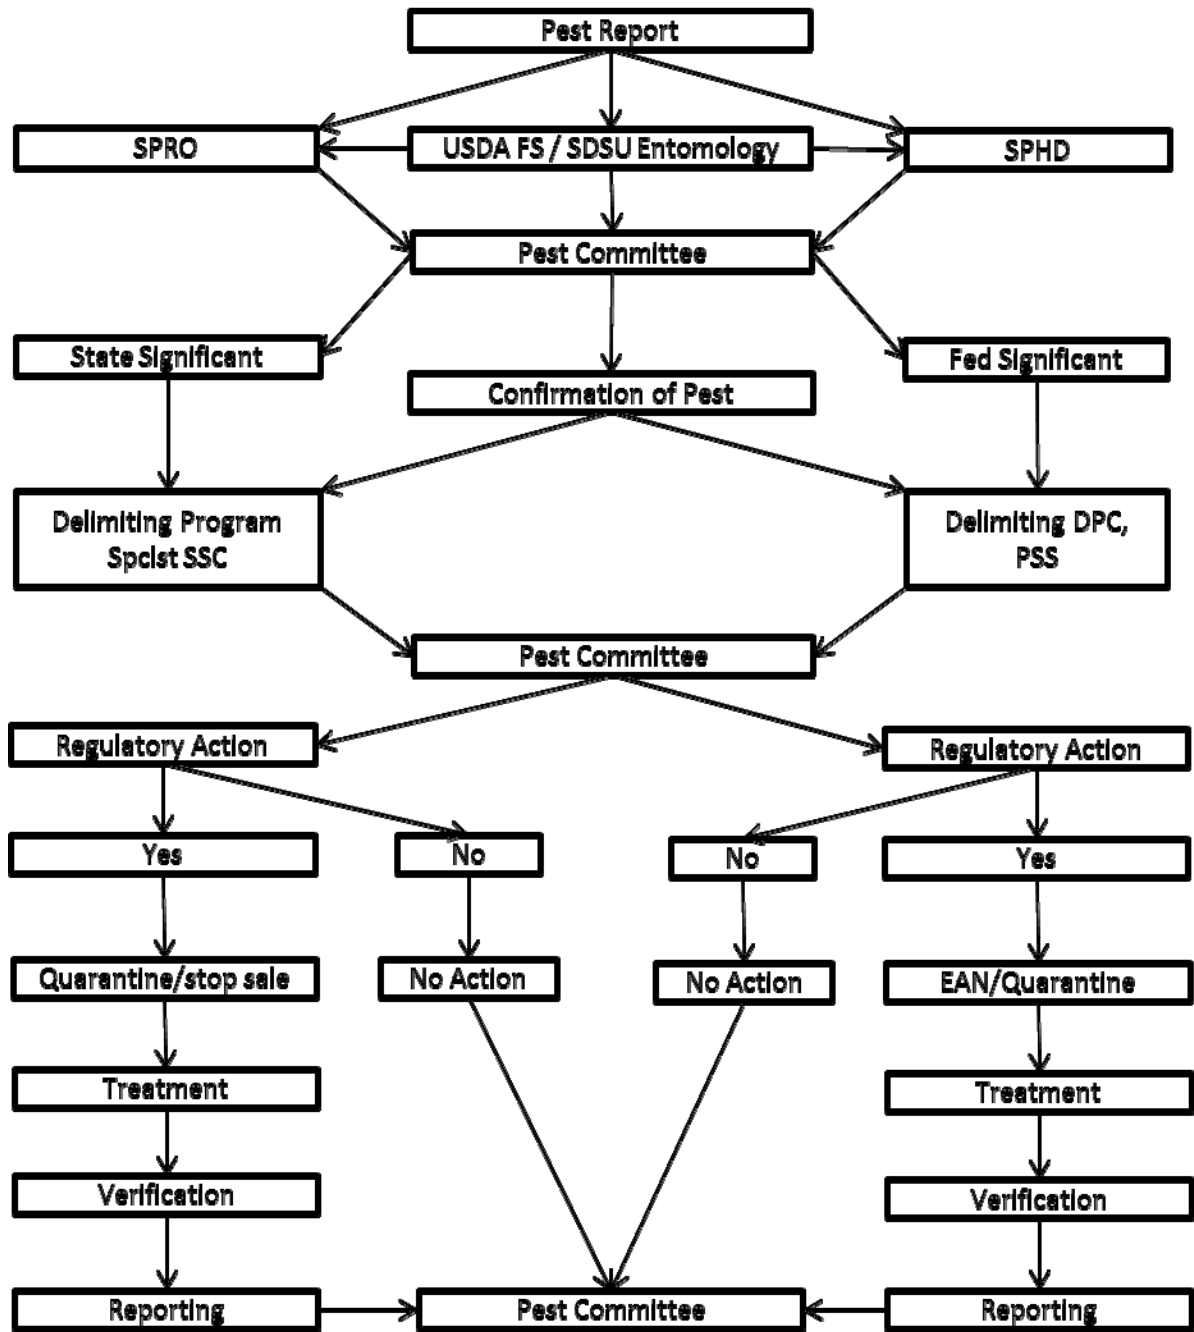 Pest Report
SPRO
USDA FS / SDSU Entomology
SPHD
Pest Committee
State Significant
Fed Significant
Confirmation of Pest
Delimiting Program
Spclst SSC
Delimiting DPC,
PSS
Pest Committee
Regulatory Action
Regulatory Action
Yes
No
No
Yes
Quarantine/stop sale
No Action
No Action
EAN/Quarantine
Treatment
Treatment
Verification
Verification
Reporting
Pest Committee
Reporting